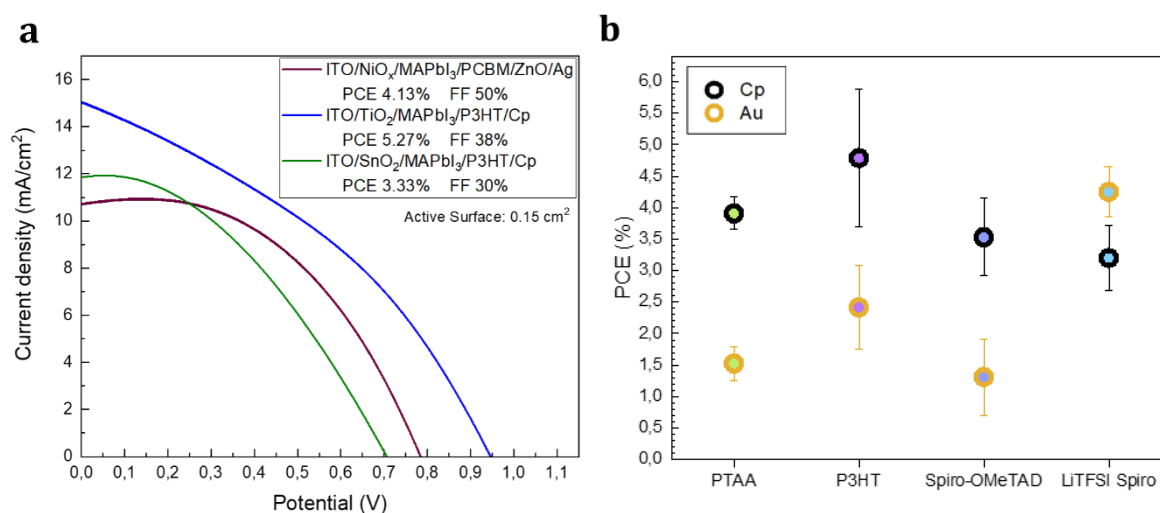 a
ITO/NiOx/MAPbI3/PCBM/ZnO/Ag
PCE 4.13% FF 50%
ITO/TiO2/MAPbI3/P3HT/Cp
PCE 5.27% FF 38%
ITO/SnO2/MAPbI3/P3HT/Cp
PCE 3.33% FF 30%
Active Surface: 0.15 cm2
Current density (mA/cm2)
16
14
12
10
8
6
4
2
0
0,0 0,1 0,2 0,3 0,4 0,5 0,6 0,7 0,8 0,9 1,0 1,1
Potential (V)
b
Cp
Au
PCE (%)
6,0
5,5
5,0
4,5
4,0
3,5
3,0
2,5
2,0
1,5
1,0
0,5
0,0
PTAA P3HT Spiro-OMeTAD LiTFSI Spiro